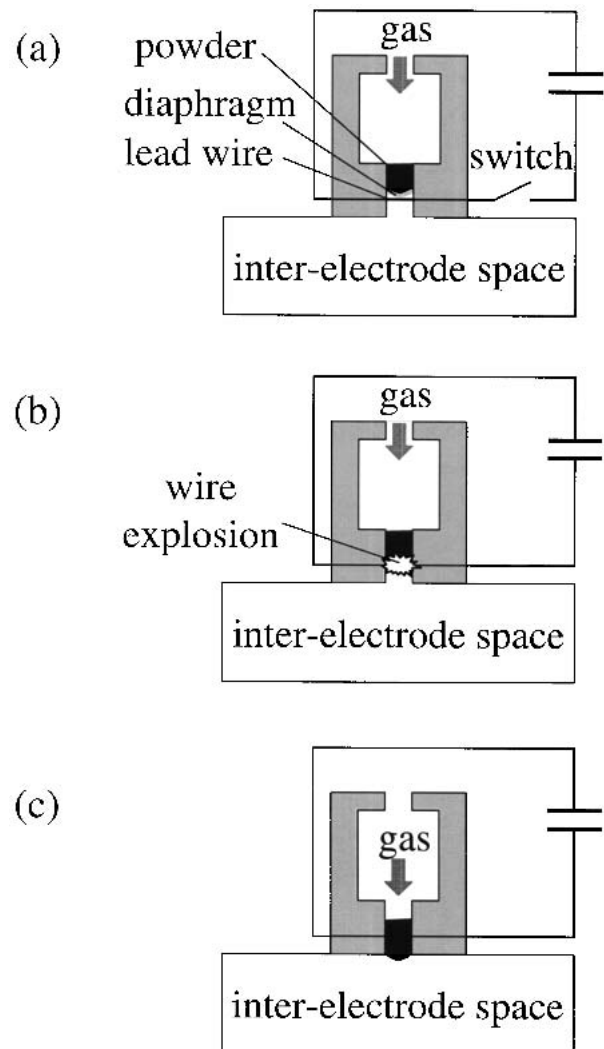 (a)
gas
powder
diaphragm
lead wire
switch
inter-electrode space
(b)
gas
wire
explosion
inter-electrode space
(c)
gas
inter-electrode space